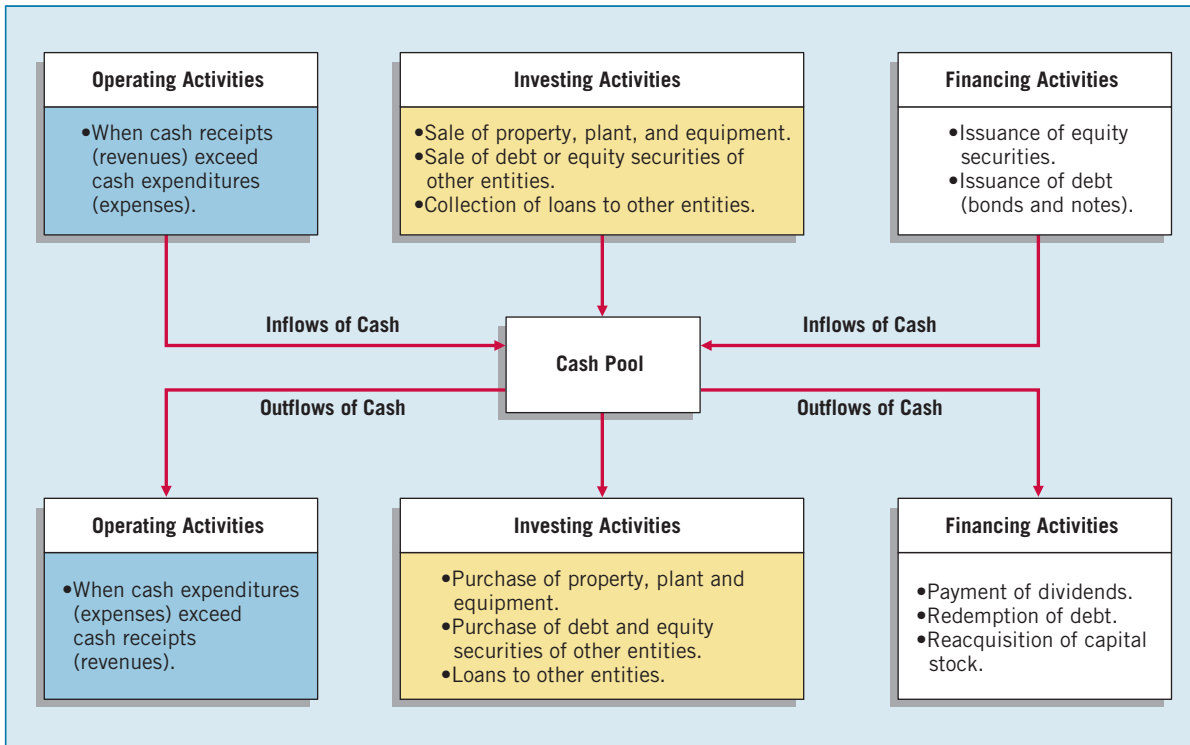 Operating Activities
•When cash receipts
(revenues) exceed
cash expenditures
(expenses).
Investing Activities
•Sale of property, plant, and equipment.
•Sale of debt or equity securities of
other entities.
•Collection of loans to other entities.
Financing Activities
•Issuance of equity
securities.
•Issuance of debt
(bonds and notes).
Inflows of Cash
Inflows of Cash
Cash Pool
Outflows of Cash
Outflows of Cash
Operating Activities
•When cash expenditures
(expenses) exceed
cash receipts
(revenues).
Investing Activities
•Purchase of property, plant and
equipment.
•Purchase of debt and equity
securities of other entities.
•Loans to other entities.
Financing Activities
•Payment of dividends.
•Redemption of debt.
•Reacquisition of capital
stock.